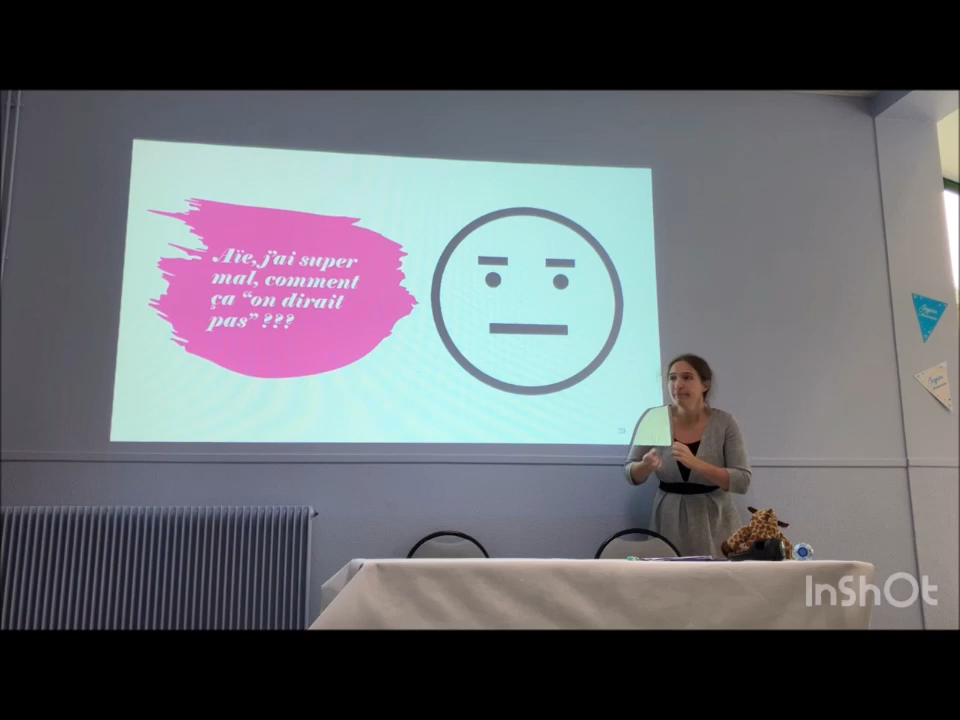 Aïe, j'ai super
mal, comment
ça “on dirait
pas” ???
InShOt